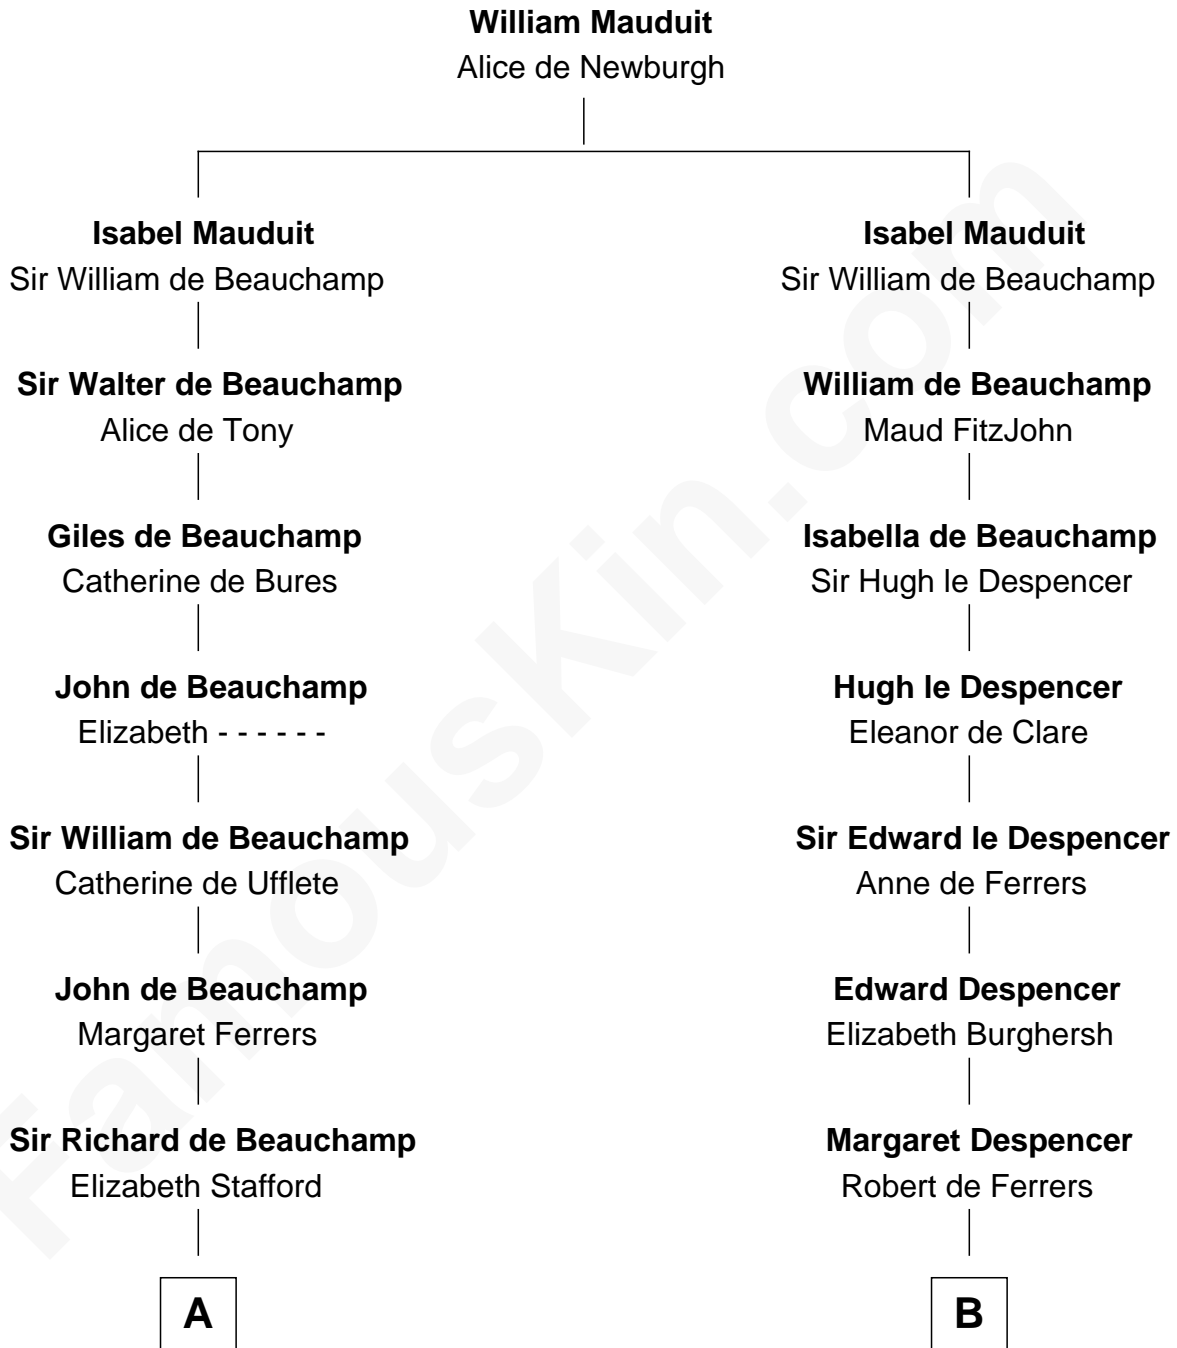 William Mauduit
Alice de Newburgh
Isabel Mauduit
Sir William de Beauchamp
Isabel Mauduit
Sir William de Beauchamp
Sir Walter de Beauchamp
Alice de Tony
William de Beauchamp
Maud FitzJohn
Giles de Beauchamp
Catherine de Bures
Isabella de Beauchamp
Sir Hugh le Despencer
John de Beauchamp
Elizabeth - - - - - -
Hugh le Despencer
Eleanor de Clare
Sir William de Beauchamp
Catherine de Ufflete
Sir Edward le Despencer
Anne de Ferrers
John de Beauchamp
Margaret Ferrers
Edward Despencer
Elizabeth Burghersh
Sir Richard de Beauchamp
Elizabeth Stafford
Margaret Despencer
Robert de Ferrers
A
B
FamousKin.com